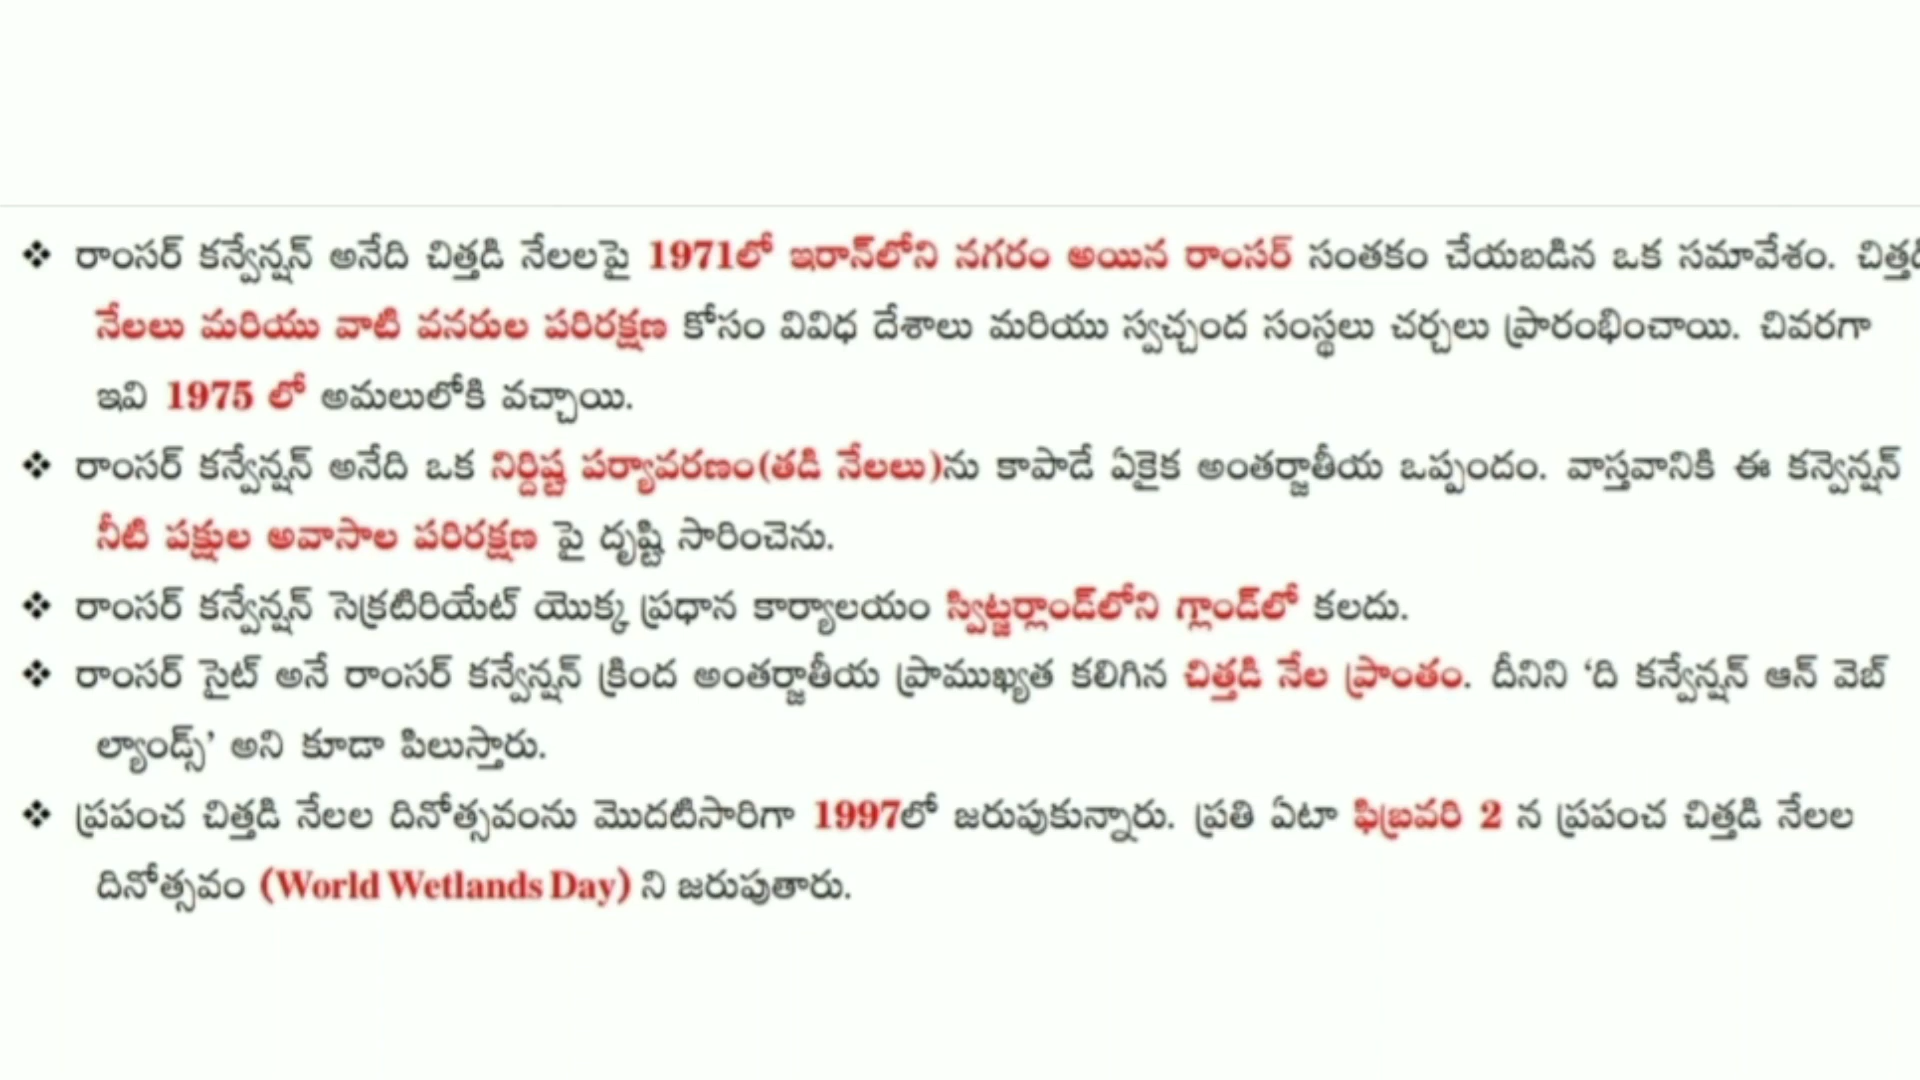 ❖ రాంసర్ కన్వేన్షన్ అనేది చిత్తడి నేలలపై 1971లో ఇరాన్‌లోని నగరం అయిన రాంసర్ సంతకం చేయబడిన ఒక సమావేశం. చిత్తడి
నేలలు మరియు వాటి వనరుల పరిరక్షణ కోసం వివిధ దేశాలు మరియు స్వచ్చంద సంస్థలు చర్చలు ప్రారంభించాయి. చివరగా
ఇవి 1975 లో అమలులోకి వచ్చాయి.
❖ రాంసర్ కన్వేన్షన్ అనేది ఒక నిర్దిష్ట పర్యావరణం(తడి నేలలు)ను కాపాడే ఏకైక అంతర్జాతీయ ఒప్పందం. వాస్తవానికి ఈ కన్వెన్షన్
నీటి పక్షుల అవాసాల పరిరక్షణ పై దృష్టి సారించెను.
❖ రాంసర్ కన్వేన్షన్ సెక్రటిరియేట్ యొక్క ప్రధాన కార్యాలయం స్విట్జర్లాండ్‌లోని గ్లాండ్‌లో కలదు.
❖ రాంసర్ సైట్ అనే రాంసర్ కన్వేన్షన్ క్రింద అంతర్జాతీయ ప్రాముఖ్యత కలిగిన చిత్తడి నేల ప్రాంతం. దీనిని ‘ది కన్వేన్షన్ ఆన్ వెబ్
ల్యాండ్స్’ అని కూడా పిలుస్తారు.
❖ ప్రపంచ చిత్తడి నేలల దినోత్సవంను మొదటిసారిగా 1997లో జరుపుకున్నారు. ప్రతి ఏటా ఫిబ్రవరి 2 న ప్రపంచ చిత్తడి నేలల
దినోత్సవం (World Wetlands Day) ని జరుపుతారు.